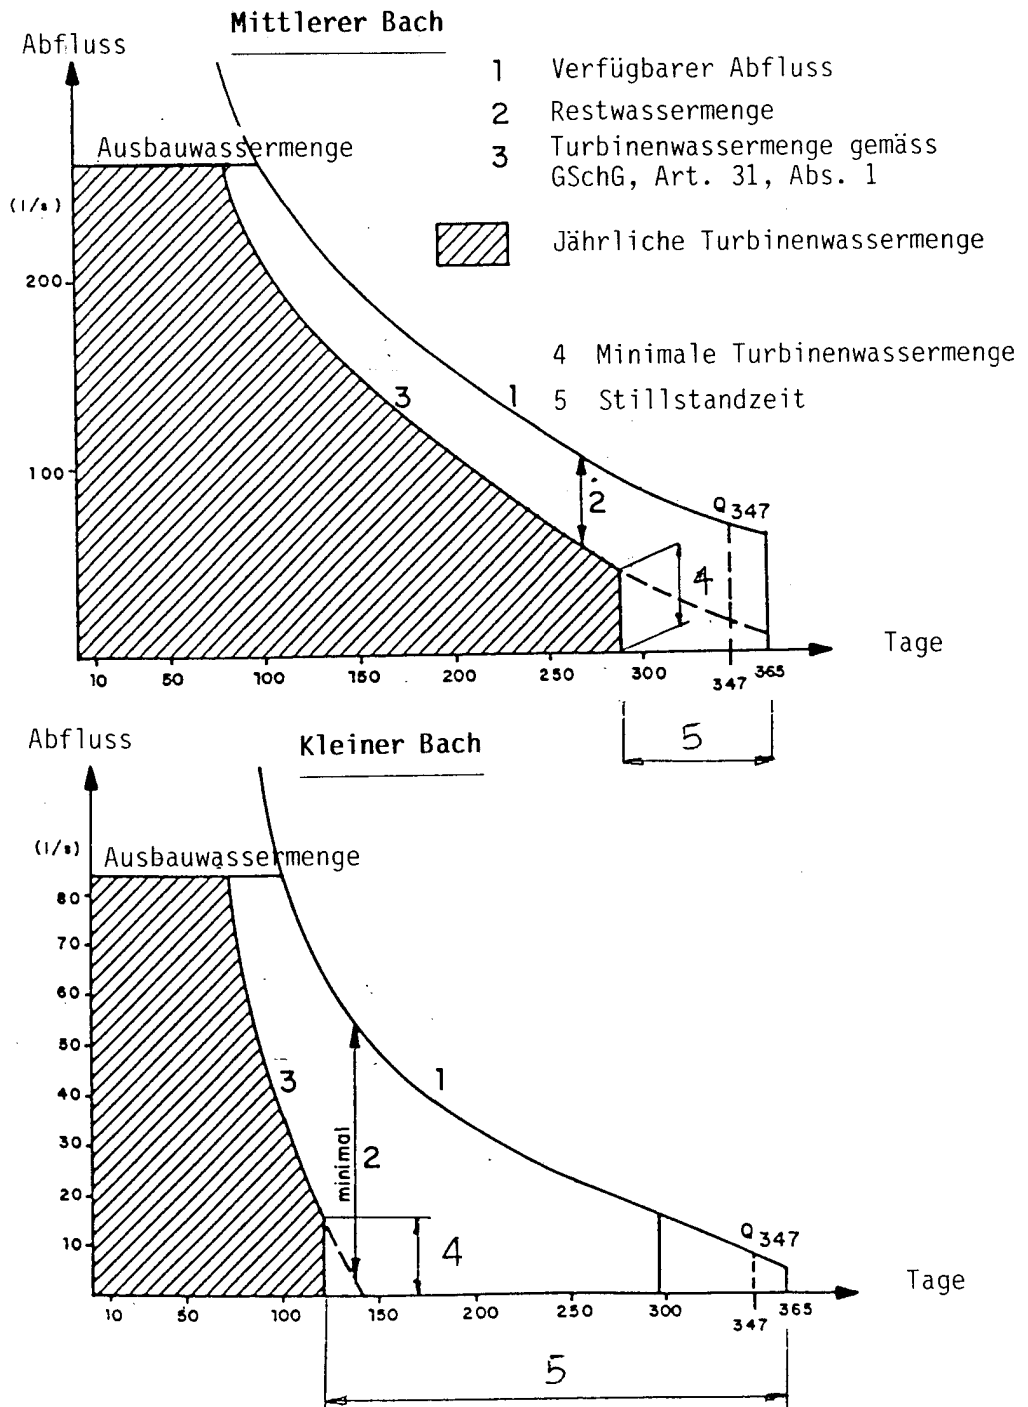 Mittlerer Bach
Abfluss
1 Verfügbarer Abfluss
2 Restwassermenge
3 Turbinenwassermenge gemäss
GSchG, Art. 31, Abs. 1
Ausbauwassermenge
(l/s)
Jährliche Turbinenwassermenge
200
4 Minimale Turbinenwassermenge
5 Stillstandzeit
3
1
100
2
Q 347
4
Tage
10 50 100 150 200 250 300 347 365
5
Abfluss
Kleiner Bach
(l/s)
Ausbauwassermenge
80
70
60
50
40
30
20
10
3
1
minimal
2
4
Q 347
Tage
10 50 100 150 200 250 300 347 365
5